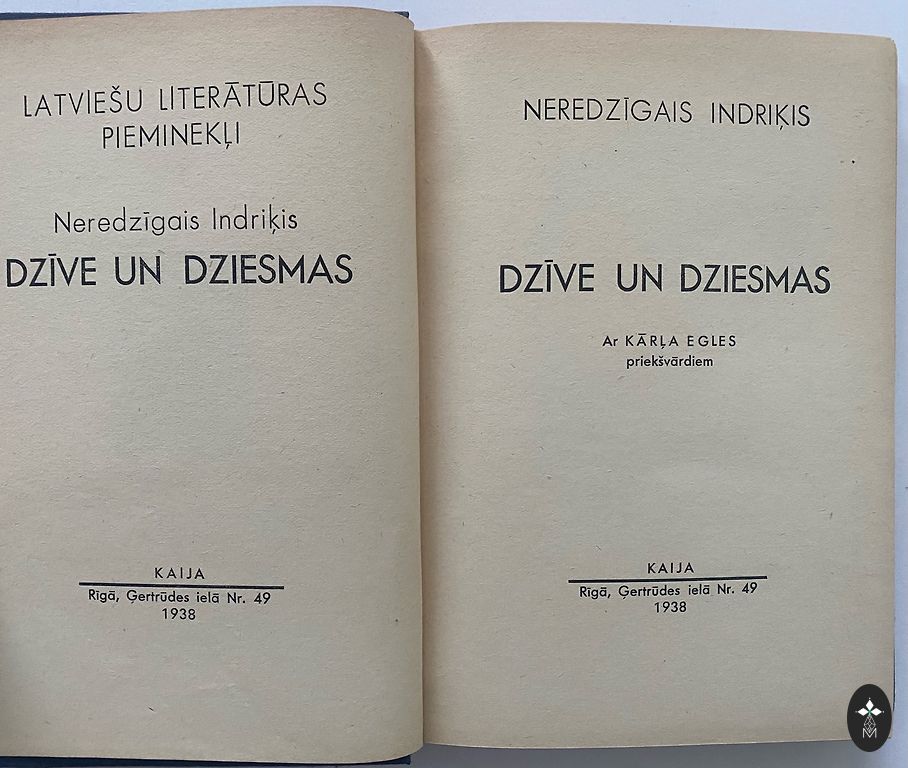 LATVIEŠU LITERĀTŪRAS
PIEMINEKĻI
Neredzīgais Indriķis
DZĪVE UN DZIESMAS
KAIJA
Rīgā, Ģertrūdes ielā Nr. 49
1938
NEREDZĪGAIS INDRIĶIS
DZĪVE UN DZIESMAS
Ar KĀRĻA EGLES
priekšvārdiem
KAIJA
Rīgā, Ģertrūdes ielā Nr. 49
1938
M